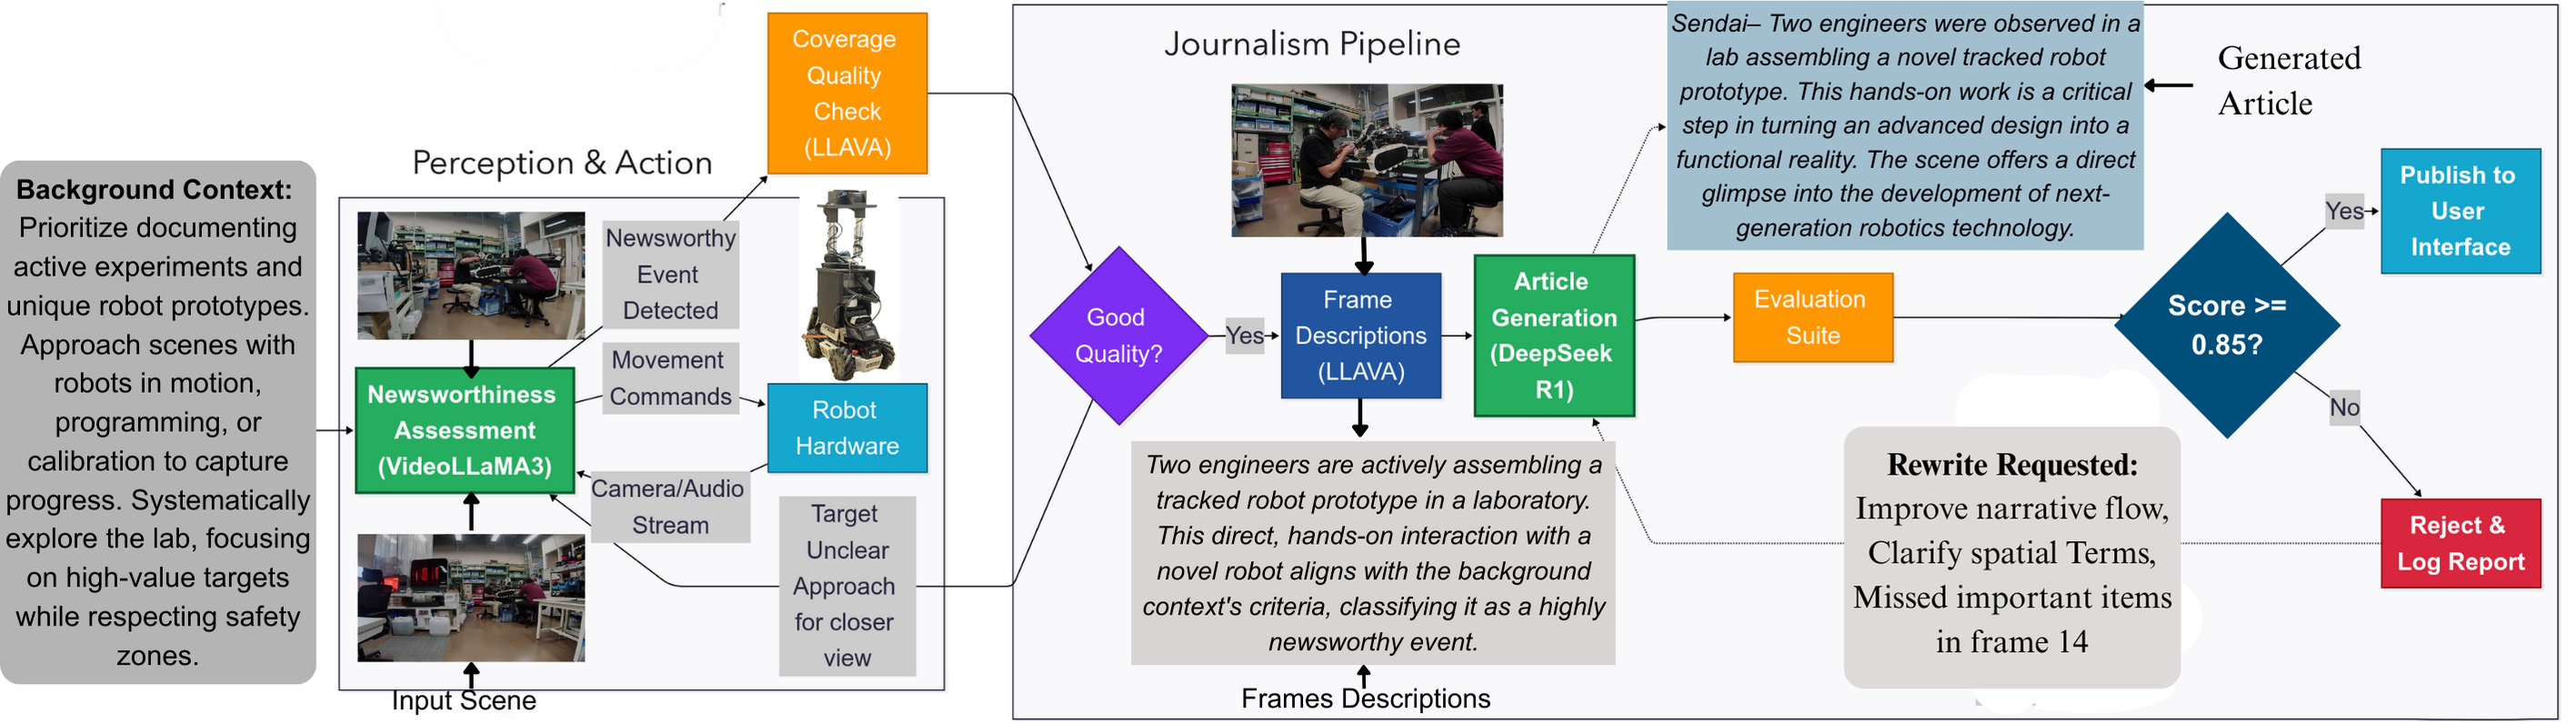 Background Context:
Prioritize documenting
active experiments and
unique robot prototypes.
Approach scenes with
robots in motion,
programming, or
calibration to capture
progress. Systematically
explore the lab, focusing
on high-value targets
while respecting safety
zones.
Perception & Action
Newsworthiness
Assessment
(VideoLLaMA3)
Input Scene
Newsworthy
Event
Detected
Movement
Commands
Camera/Audio
Stream
Coverage
Quality
Check
(LLAVA)
Robot
Hardware
Target
Unclear
Approach
for closer
view
Journalism Pipeline
Good
Quality?
Yes
Frame
Descriptions
(LLAVA)
Two engineers are actively assembling a
tracked robot prototype in a laboratory.
This direct, hands-on interaction with a
novel robot aligns with the background
context's criteria, classifying it as a highly
newsworthy event.
Frames Descriptions
Article
Generation
(DeepSeek
R1)
Sendai– Two engineers were observed in a
lab assembling a novel tracked robot
prototype. This hands-on work is a critical
step in turning an advanced design into a
functional reality. The scene offers a direct
glimpse into the development of next-
generation robotics technology.
Generated
Article
Evaluation
Suite
Score >=
0.85?
Yes
Publish to
User
Interface
No
Reject &
Log Report
Rewrite Requested:
Improve narrative flow,
Clarify spatial Terms,
Missed important items
in frame 14